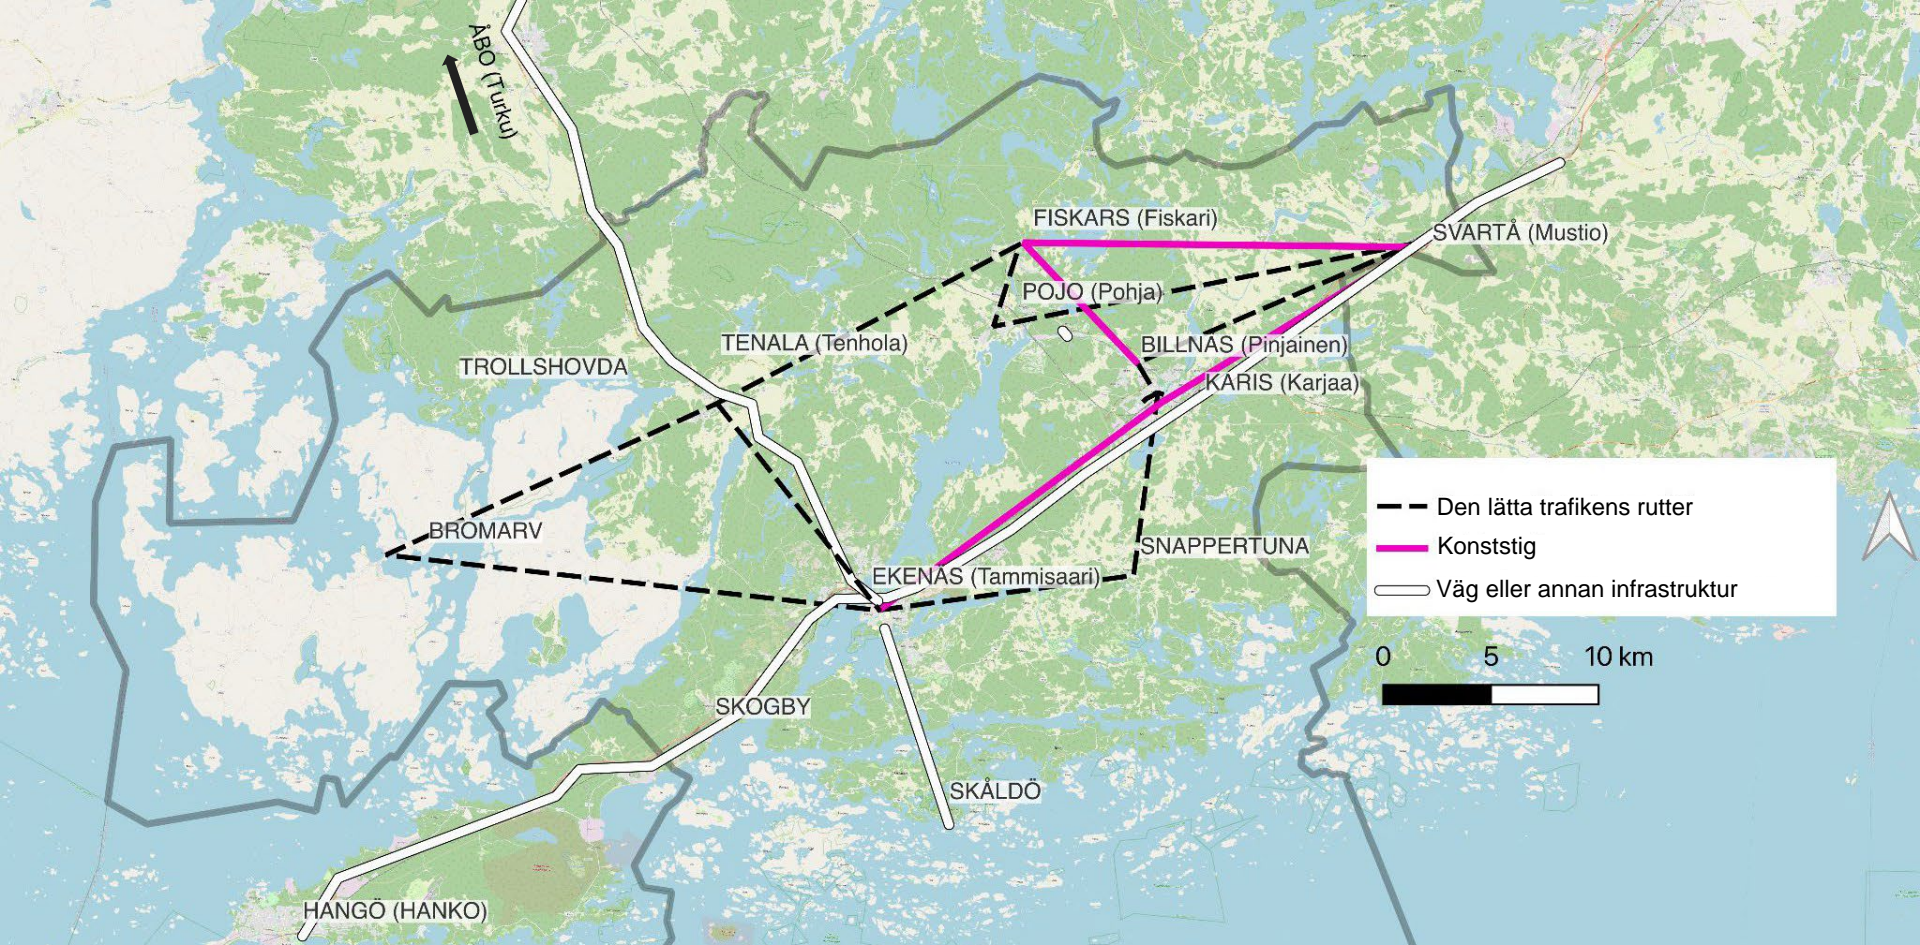 ÅBO (Turku)
FISKARS (Fiskari)
SVARTÅ (Mustio)
POJO (Pohja)
TENALA (Tenhola)
BILLNÄS (Pinjainen)
TROLLSHOVDA
KARIS (Karjaa)
BROMARV
SNAPPERTUNA
EKENÄS (Tammisaari)
SKOGBY
SKÅLDÖ
HANGÖ (HANKO)
Den lätta trafikens rutter
Konststig
Väg eller annan infrastruktur
0 5 10 km